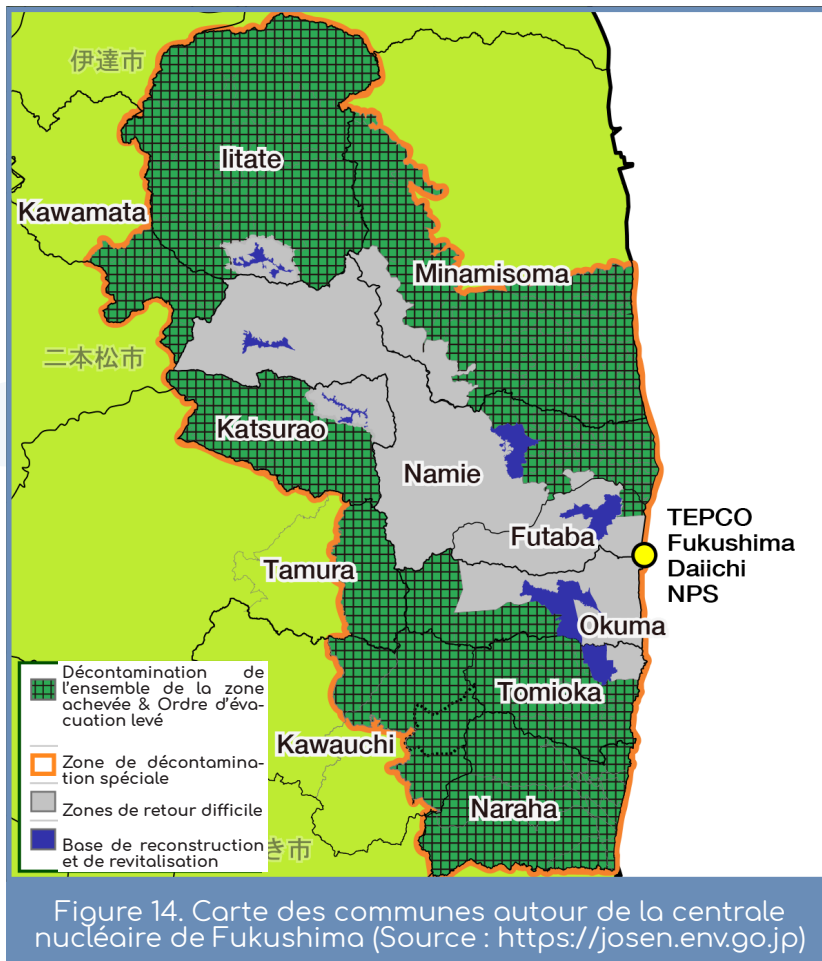 伊達市
Iitate
Kawamata
Minamisoma
二本松市
Katsurao
Namie
Futaba
TEPCO
Fukushima
Daiichi
NPS
Tamura
Okuma
Tomioka
Kawauchi
Naraha
Décontamination de
l'ensemble de la zone
achevée & Ordre d'éva-
cuation levé
Zone de décontamina-
tion spéciale
Zones de retour difficile
Base de reconstruction
et de revitalisation
き市
Figure 14. Carte des communes autour de la centrale
nucléaire de Fukushima (Source : https://josen.env.go.jp)